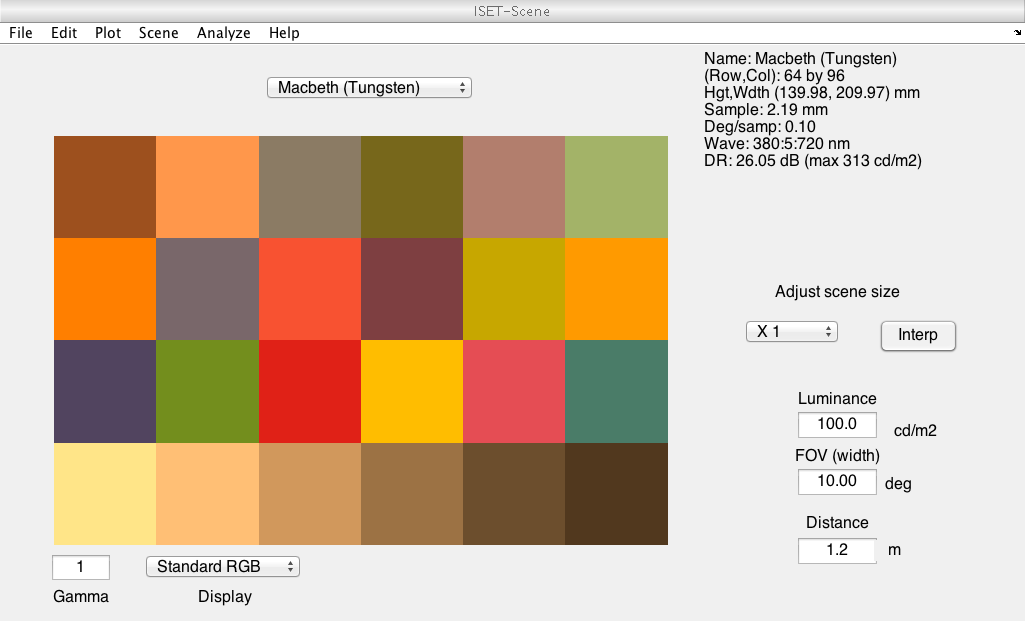 ISET-Scene
File Edit Plot Scene Analyze Help
Macbeth (Tungsten)
Name: Macbeth (Tungsten)
(Row,Col): 64 by 96
Hgt,Wdth (139.98, 209.97) mm
Sample: 2.19 mm
Deg/samp: 0.10
Wave: 380:5:720 nm
DR: 26.05 dB (max 313 cd/m2)
Adjust scene size
X 1 Interp
Luminance
100.0 cd/m2
FOV (width)
10.00 deg
Distance
1.2 m
1 Standard RGB
Gamma Display